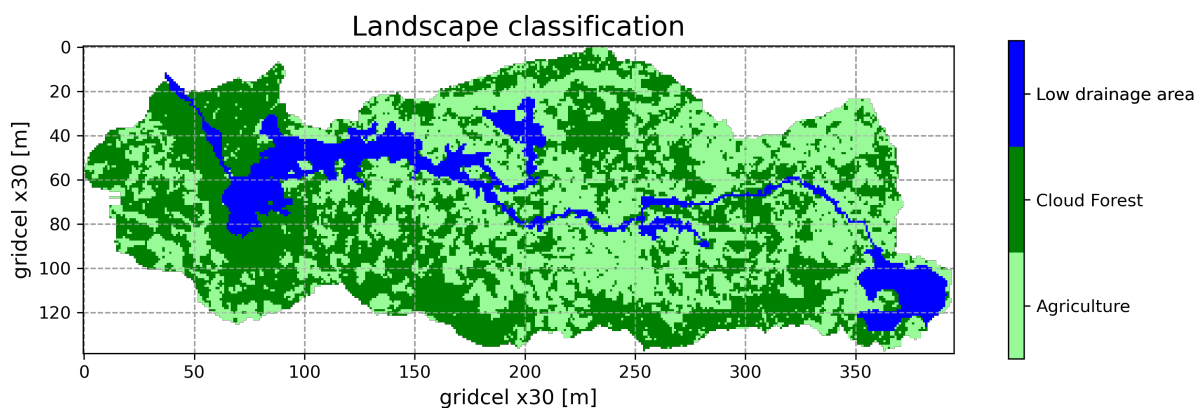 Landscape classification
0
20
40
60
80
100
120
gridcel x30 [m]
0 50 100 150 200 250 300 350
gridcel x30 [m]
Low drainage area
Cloud Forest
Agriculture